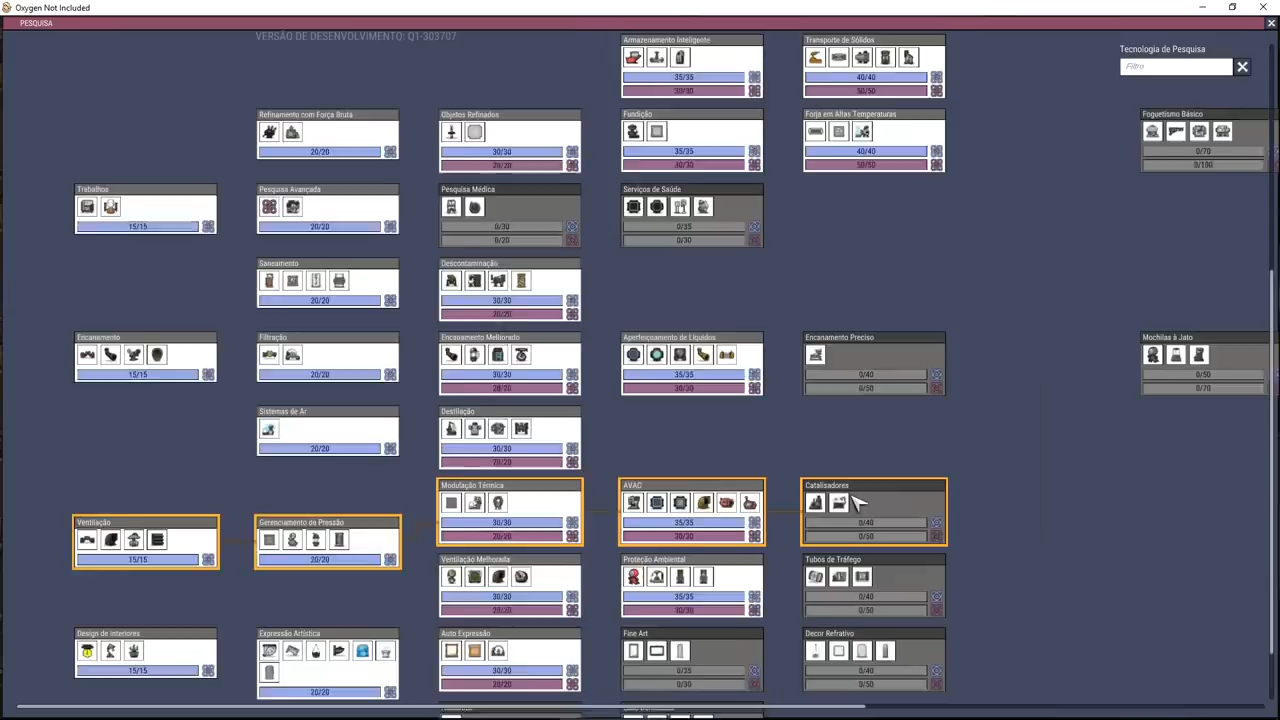 Oxygen Not Included
PESQUISA
VERSÃO DE DESENVOLVIMENTO: Q1-303707
Armazenamento Inteligente
35/35
30/30
Transporte de Sólidos
40/40
50/50
Tecnologia de Pesquisa
Filtro
Refinamento com Força Bruta
20/20
Objetos Refinados
30/30
20/20
Fundição
35/35
30/30
Forja em Altas Temperaturas
40/40
50/50
Foguetismo Básico
0/70
0/100
Trabalhos
15/15
Pesquisa Avançada
20/20
Pesquisa Médica
0/30
0/20
Serviços de Saúde
0/35
0/30
Saneamento
20/20
Descontaminação
30/30
20/20
Encanamento
15/15
Filtração
20/20
Encanamento Melhorado
30/30
20/20
Aperfeiçoamento de Líquidos
35/35
30/30
Encanamento Preciso
0/40
0/50
Mochilas à Jato
0/50
0/70
Sistemas de Ar
20/20
Destilação
30/30
20/20
Modulação Térmica
30/30
20/20
AVAC
35/35
30/30
Catalisadores
0/40
0/50
Ventilação
15/15
Gerenciamento de Pressão
20/20
Ventilação Melhorada
30/30
20/20
Proteção Ambiental
35/35
30/30
Tubos de Tráfego
0/40
0/50
Design de interiores
15/15
Expressão Artística
20/20
Auto Expressão
30/30
20/20
Fine Art
0/35
0/30
Decor Refrativo
0/40
0/50